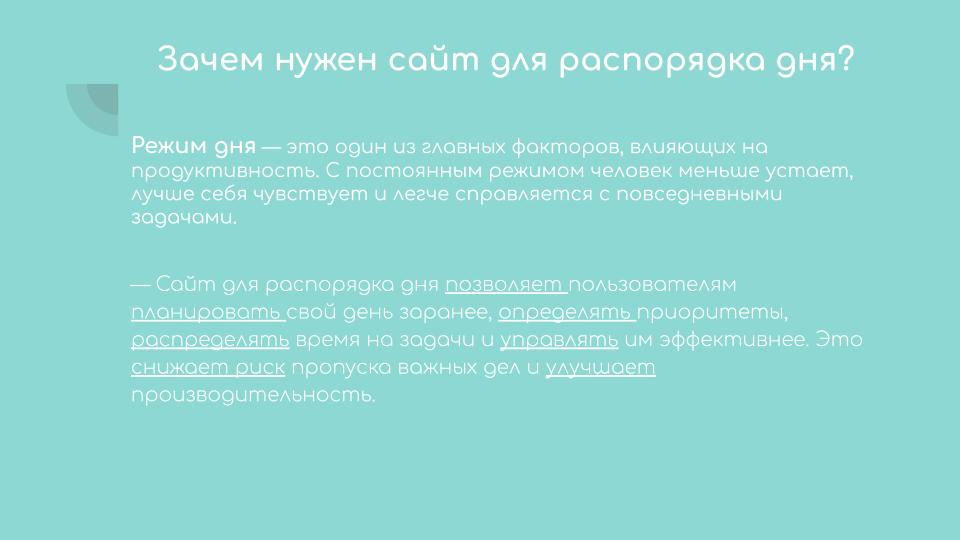 Зачем нужен сайт для распорядка дня?
Режим дня — это один из главных факторов, влияющих на
продуктивность. С постоянным режимом человек меньше устает,
лучше себя чувствует и легче справляется с повседневными
задачами.
— Сайт для распорядка дня позволяет пользователям
планировать свой день заранее, определять приоритеты,
распределять время на задачи и управлять им эффективнее. Это
снижает риск пропуска важных дел и улучшает
производительность.